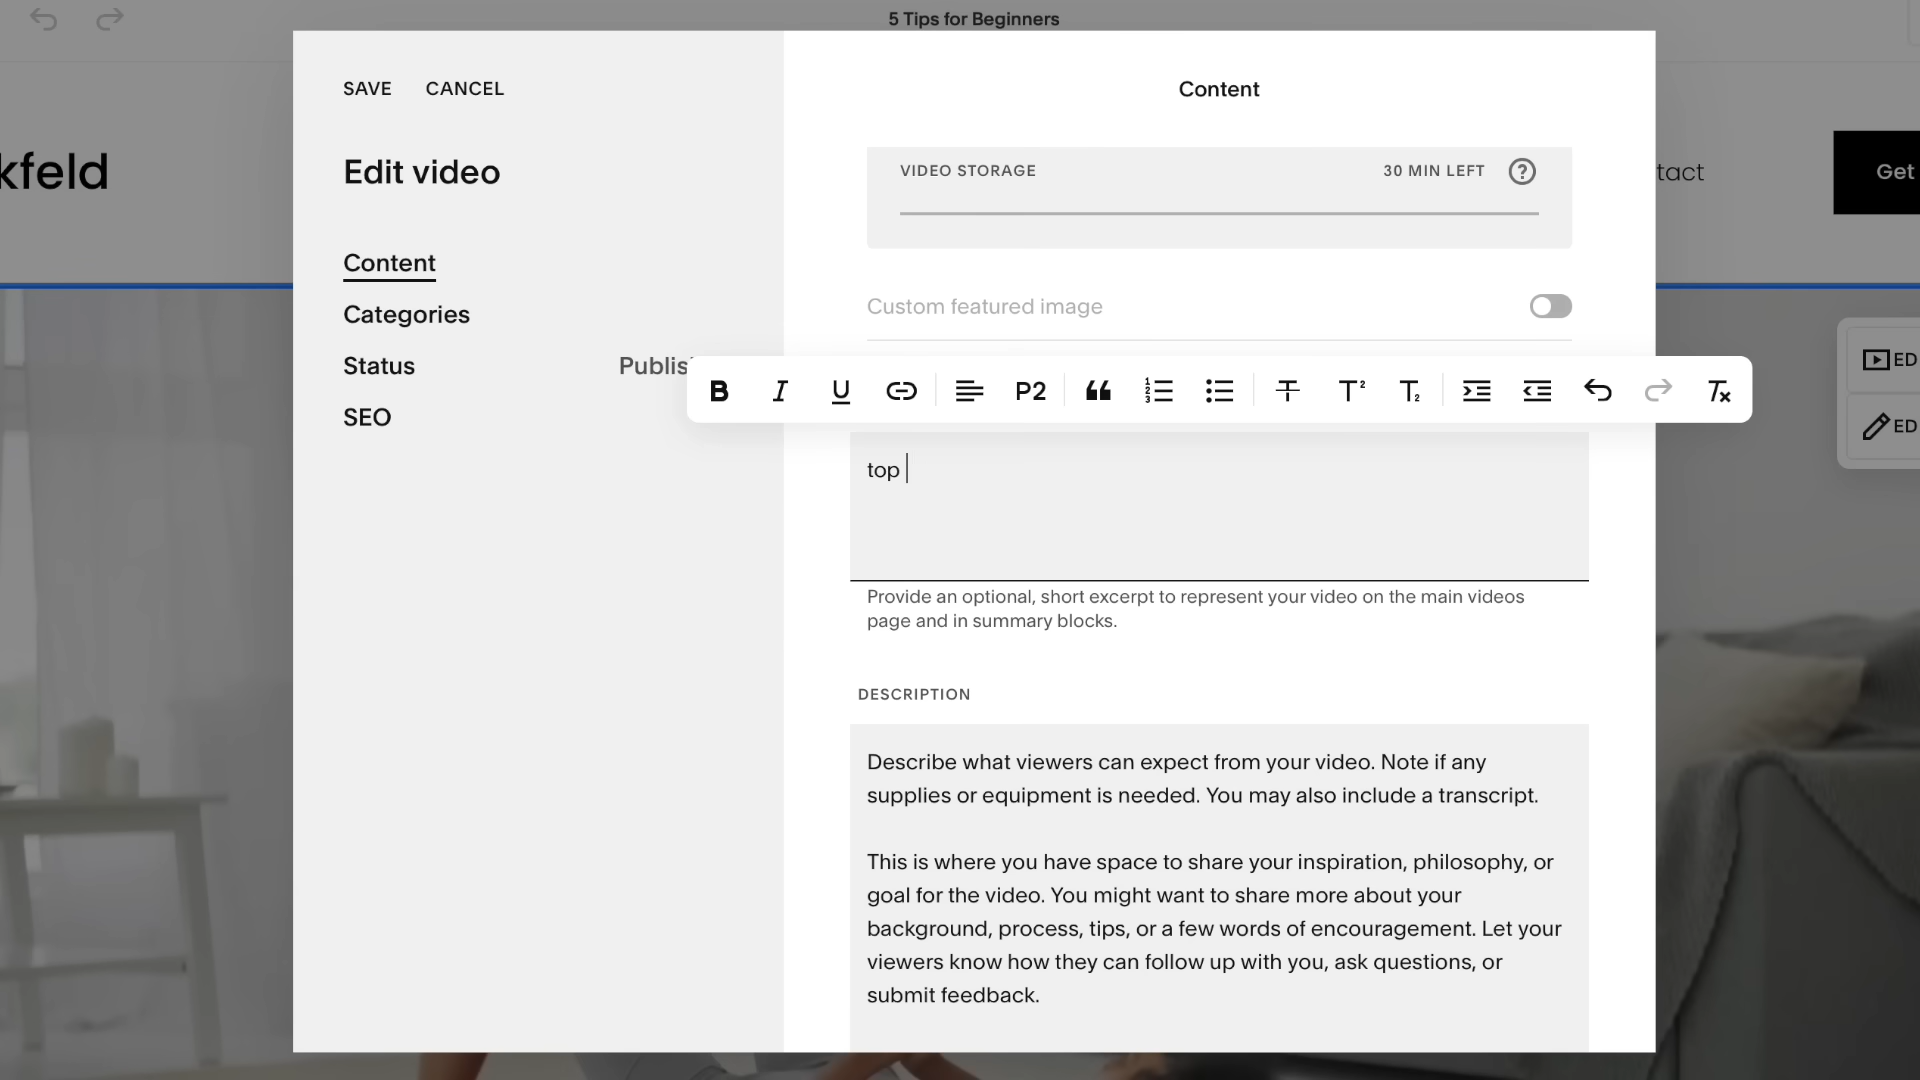 5 Tips for Beginners
SAVE CANCEL
Content
Edit video
kfeld
VIDEO STORAGE 30 MIN LEFT ?
tact
Get
Content
Categories
Custom featured image
Status Publis
SEO
B I U P2 T T² T₂ Tx
ED
ED
top
Provide an optional, short excerpt to represent your video on the main videos
page and in summary blocks.
DESCRIPTION
Describe what viewers can expect from your video. Note if any
supplies or equipment is needed. You may also include a transcript.
This is where you have space to share your inspiration, philosophy, or
goal for the video. You might want to share more about your
background, process, tips, or a few words of encouragement. Let your
viewers know how they can follow up with you, ask questions, or
submit feedback.